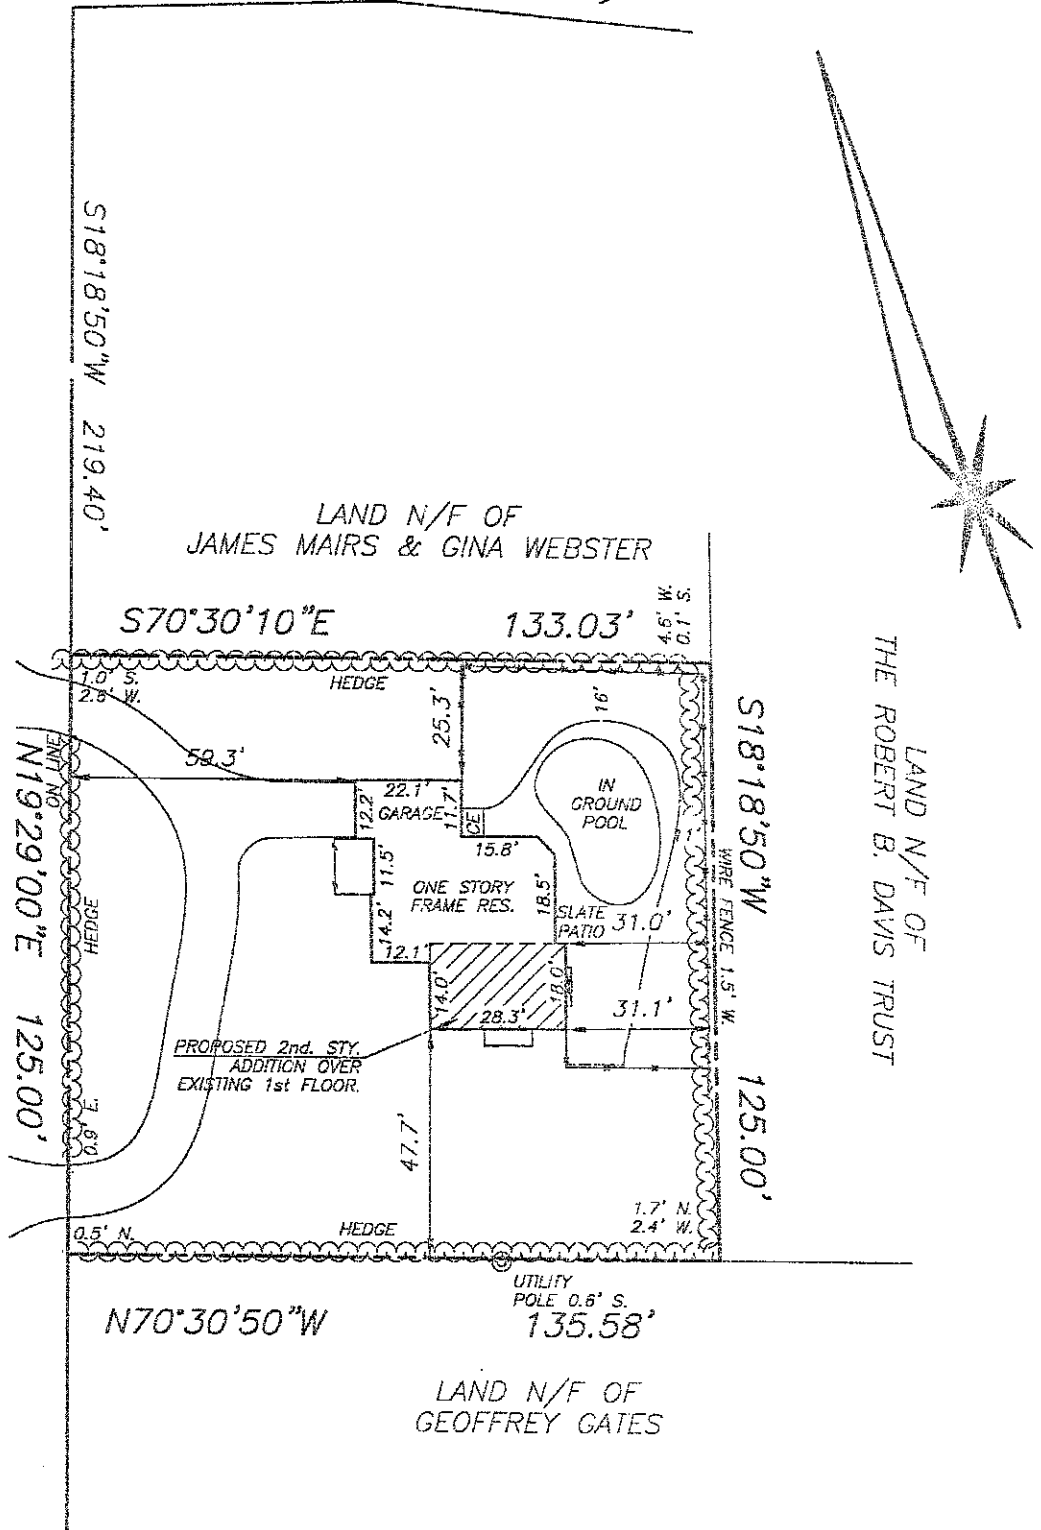 S18°18'50"W 219.40'
LAND N/F OF
JAMES MAIRS & GINA WEBSTER
S70°30'10"E 133.03'
4.6' W.
0.1' S.
LAND N/F OF
THE ROBERT B. DAVIS TRUST
1.0' S.
2.6' W.
HEDGE
25.3'
16'
S18°18'50"W 125.00'
WIRE FENCE 1.5' W.
ON LINE
N19°29'00"E 125.00'
HEDGE
0.9' E.
59.3'
22.1'
GARAGE
12.2
11.7'
CE
IN
GROUND
POOL
1'
15.8'
11.5'
ONE STORY
FRAME RES.
18.5'
14.2'
SLATE
PATIO
31.0'
12.1'
14.0'
18.0'
28.3'
31.1'
PROPOSED 2nd. STY.
ADDITION OVER
EXISTING 1st FLOOR.
47.7'
1.7' N.
2.4' W.
0.5' N.
HEDGE
UTILITY
POLE 0.6' S.
N70°30'50"W 135.58'
LAND N/F OF
GEOFFREY GATES